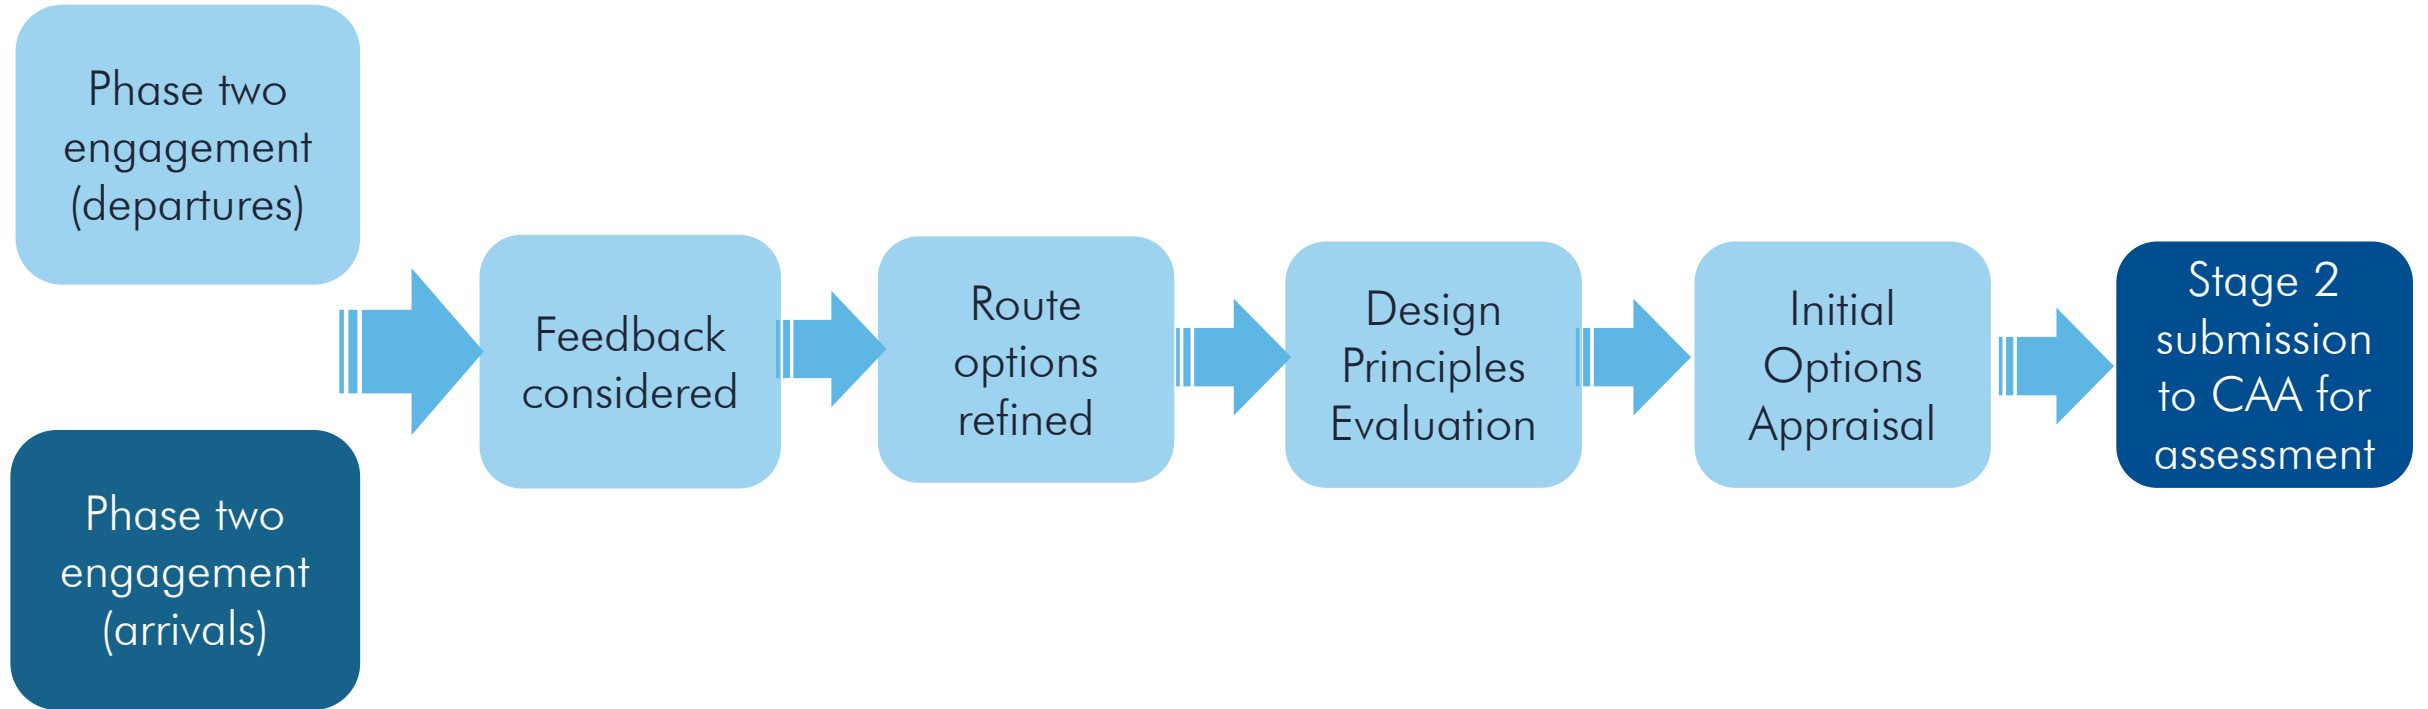 Phase two
engagement
(departures)
Phase two
engagement
(arrivals)
Feedback
considered
Route
options
refined
Design
Principles
Evaluation
Initial
Options
Appraisal
Stage 2
submission
to CAA for
assessment